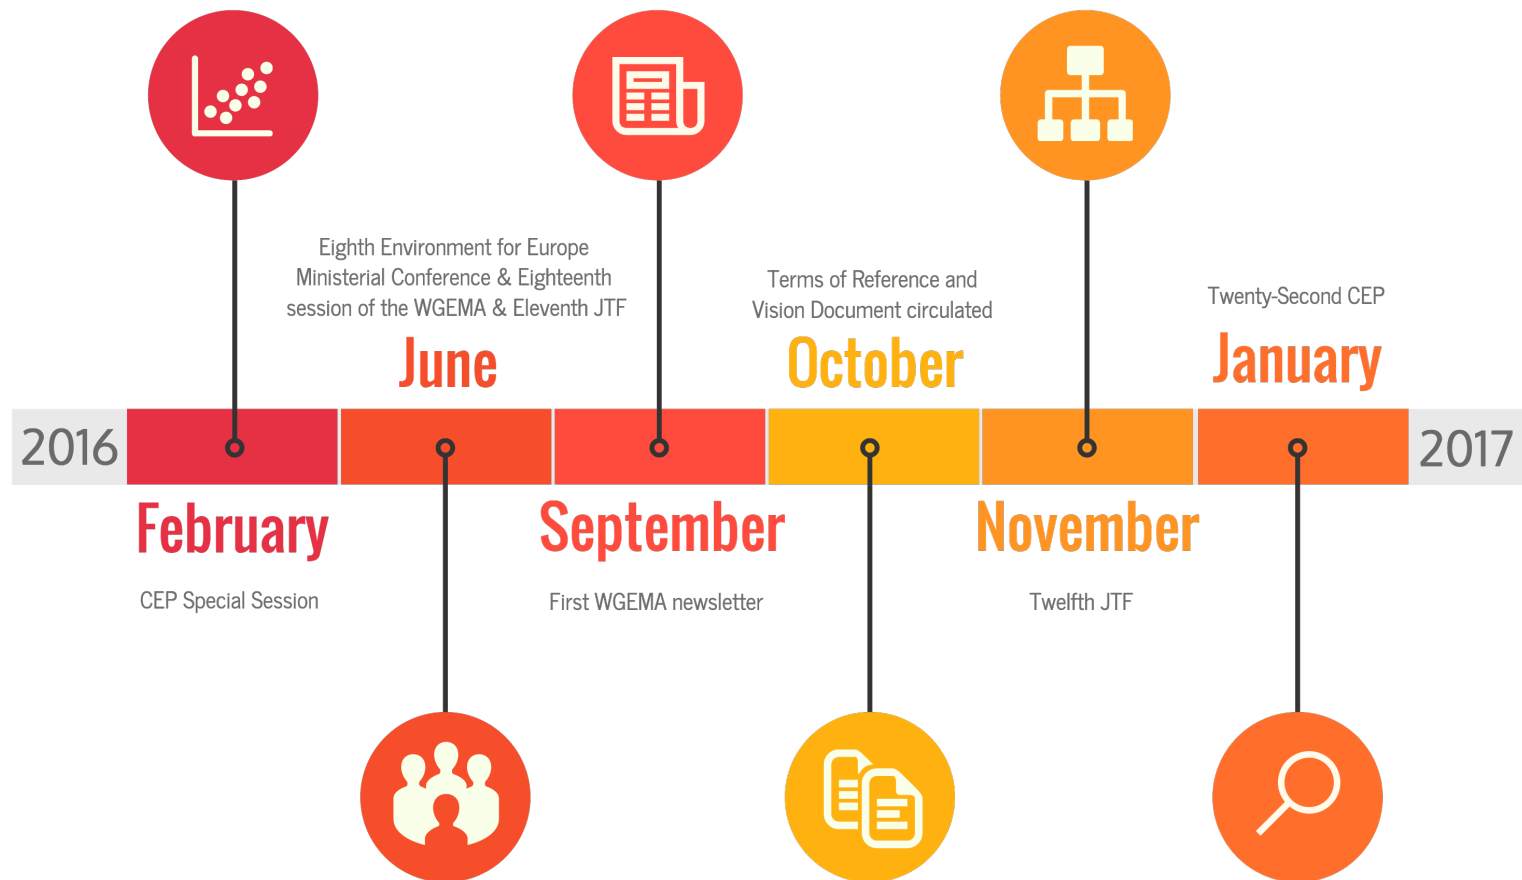 Eighth Environment for Europe
Ministerial Conference & Eighteenth
session of the WGEMA & Eleventh JTF
June
Terms of Reference and
Vision Document circulated
October
Twenty-Second CEP
January
2016
2017
February
CEP Special Session
September
First WGEMA newsletter
November
Twelfth JTF